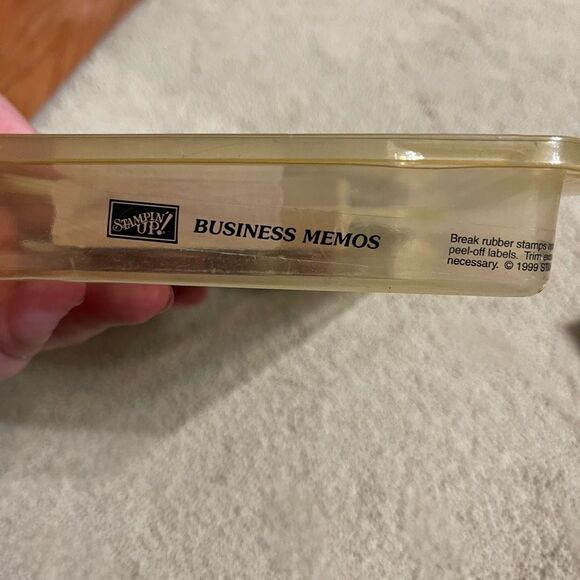 STAMPIN' UP!
BUSINESS MEMOS
Break rubber stamps
peel-off labels. Trim
necessary. © 1999